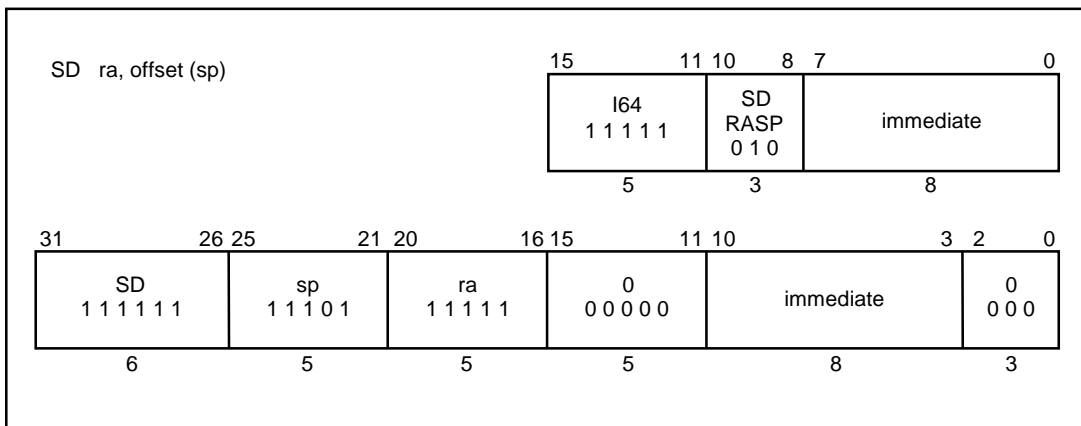 SD ra, offset (sp)
15 11 10 8 7 0
I64 SD immediate
1 1 1 1 1 RASP
0 1 0
5 3 8
31 26 25 21 20 16 15 11 10 3 2 0
SD sp ra 0 immediate 0
1 1 1 1 1 1 1 1 1 0 1 1 1 1 1 1 0 0 0 0 0 0 0 0
6 5 5 5 8 3